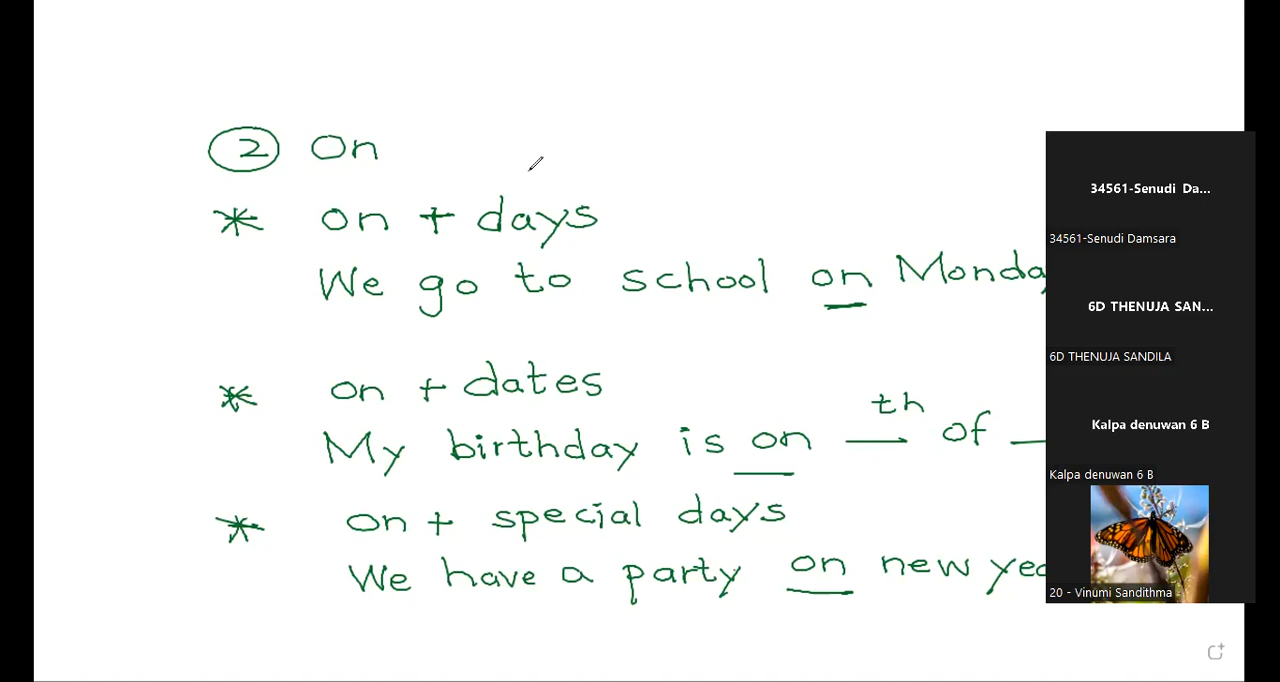 ② On
* on + days
We go to school on Monda
* on + dates
My birthday is on __ th of __
* on + special days
We have a party on new yea
34561-Senudi Da...
34561-Senudi Damsara
6D THENUJA SAN...
6D THENUJA SANDILA
Kalpa denuwan 6 B
Kalpa denuwan 6 B
20 - Vinumi Sandithma